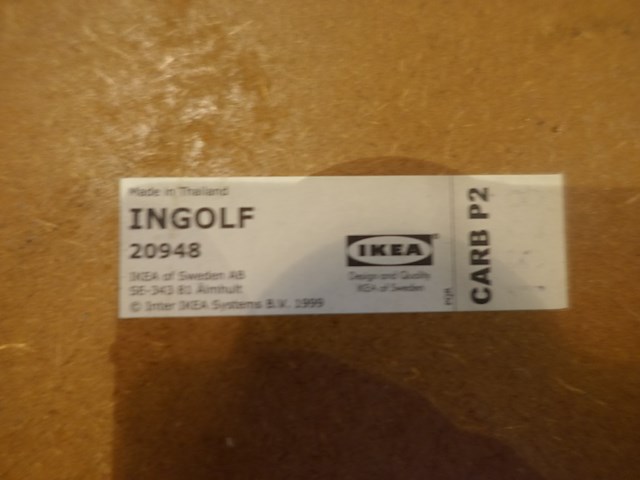 Made in Thailand
INGOLF
20948
IKEA of Sweden AB
SE-343 81 Älmhult
© Inter IKEA Systems B.V. 1999
IKEA®
Design and Quality
IKEA of Sweden
CARB P2